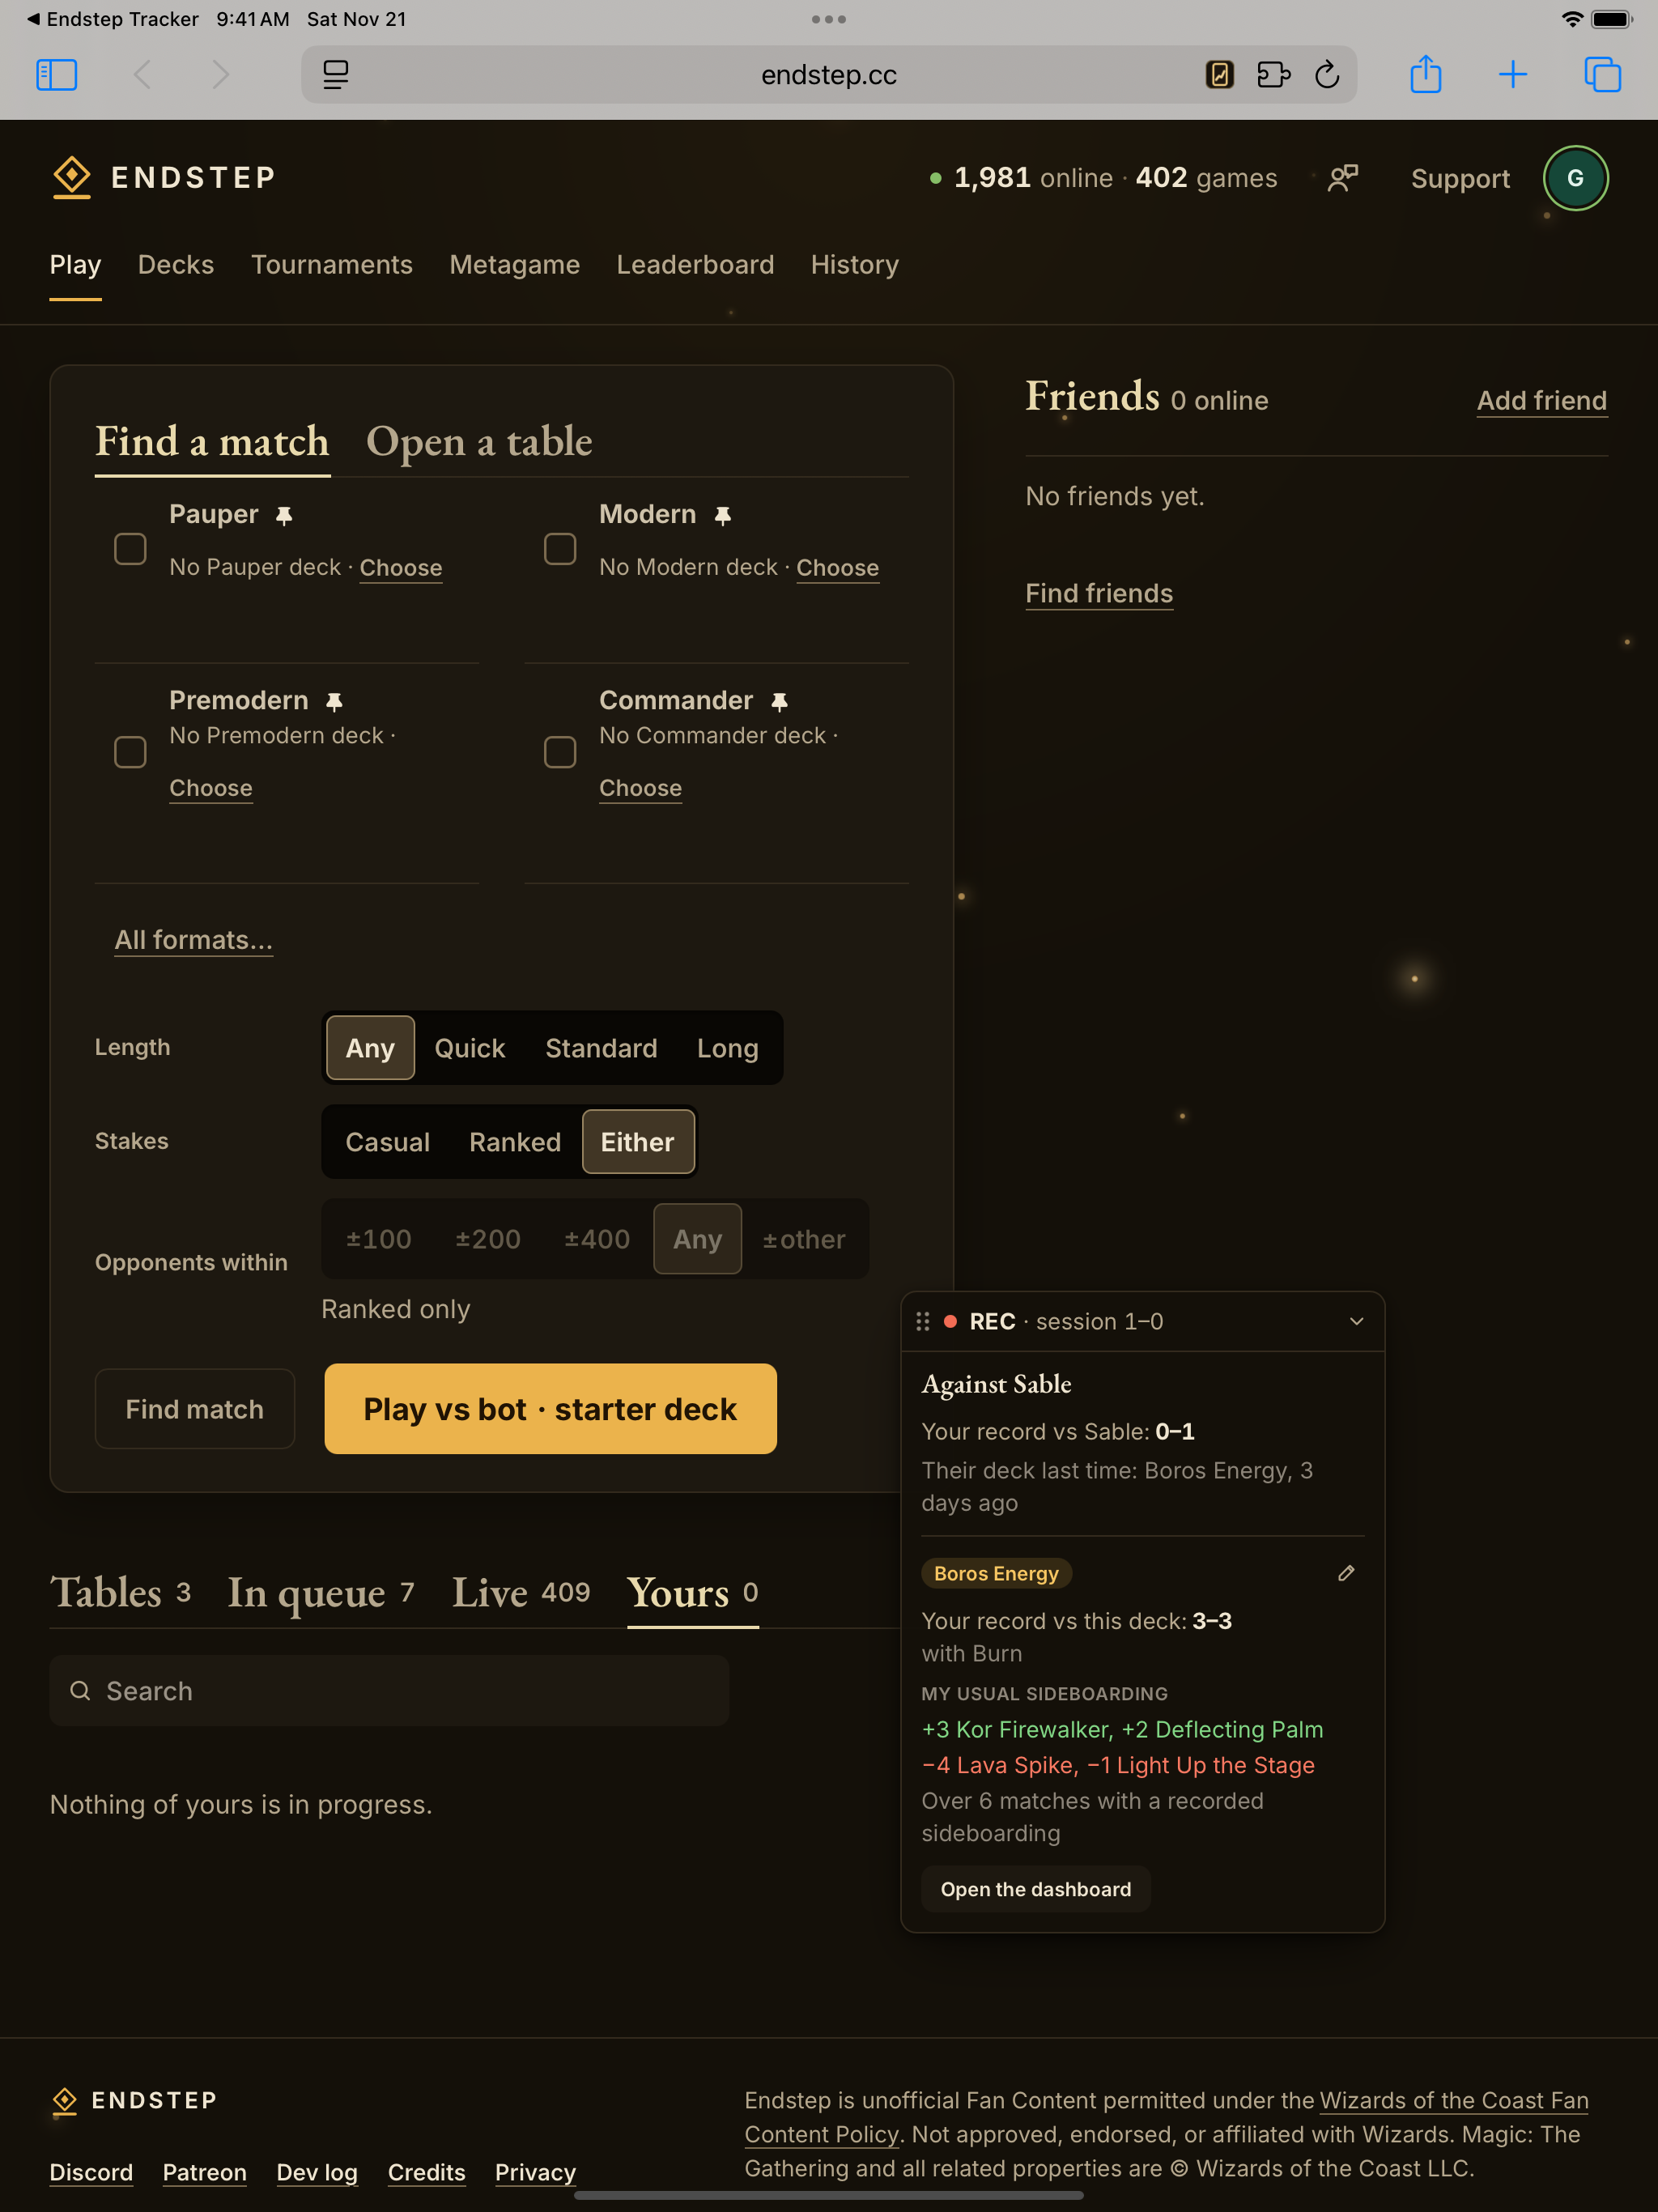 Endstep Tracker 9:41 AM Sat Nov 21
endstep.cc
ENDSTEP
1,981 online · 402 games
Support
G
Play Decks Tournaments Metagame Leaderboard History
Find a match Open a table
Pauper
No Pauper deck · Choose
Modern
No Modern deck · Choose
Premodern
No Premodern deck ·
Choose
Commander
No Commander deck ·
Choose
All formats...
Length Any Quick Standard Long
Stakes Casual Ranked Either
Opponents within ±100 ±200 ±400 Any ±other
Ranked only
Find match Play vs bot · starter deck
Friends 0 online Add friend
No friends yet.
Find friends
REC · session 1–0
Against Sable
Your record vs Sable: 0–1
Their deck last time: Boros Energy, 3
days ago
Boros Energy
Your record vs this deck: 3–3
with Burn
MY USUAL SIDEBOARDING
+3 Kor Firewalker, +2 Deflecting Palm
−4 Lava Spike, −1 Light Up the Stage
Over 6 matches with a recorded
sideboarding
Open the dashboard
Tables 3 In queue 7 Live 409 Yours 0
Search
Nothing of yours is in progress.
ENDSTEP
Discord Patreon Dev log Credits Privacy
Endstep is unofficial Fan Content permitted under the Wizards of the Coast Fan
Content Policy. Not approved, endorsed, or affiliated with Wizards. Magic: The
Gathering and all related properties are © Wizards of the Coast LLC.